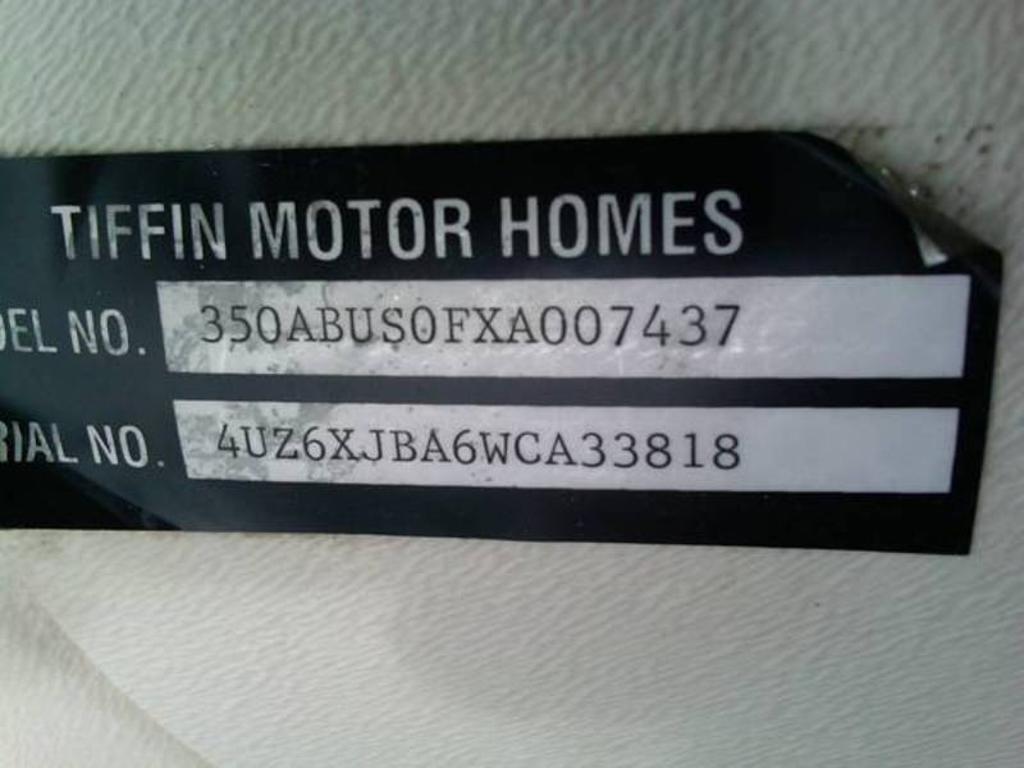 TIFFIN MOTOR HOMES
DEL NO. 350ABUS0FXA007437
RIAL NO. 4UZ6XJBA6WCA33818